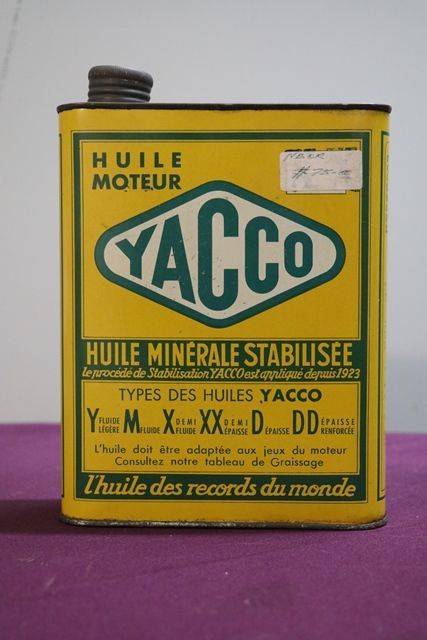 HUILE
MOTEUR
$75-00
YACCO
HUILE MINÉRALE STABILISÉE
Le procédé de Stabilisation YACCO est appliqué depuis 1923
TYPES DES HUILES YACCO
Y FLUIDE LÉGÈRE M FLUIDE X DEMI FLUIDE XX DEMI ÉPAISSE D ÉPAISSE DD ÉPAISSE RENFORCÉE
L'huile doit être adaptée aux jeux du moteur
Consultez notre tableau de Graissage
l'huile des records du monde